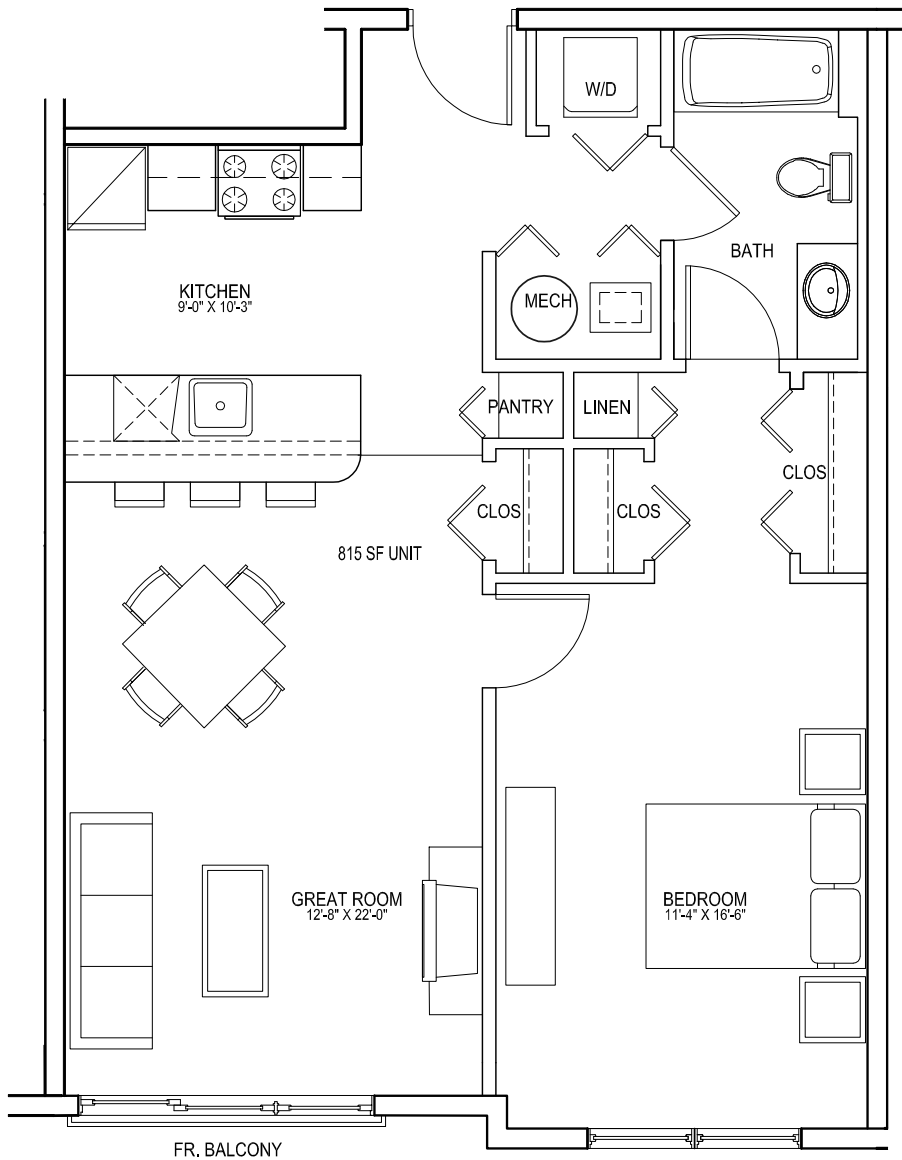 W/D
BATH
KITCHEN
9'-0" X 10'-3"
MECH
PANTRY
LINEN
CLOS
CLOS
CLOS
815 SF UNIT
GREAT ROOM
12'-8" X 22'-0"
BEDROOM
11'-4" X 16'-6"
FR. BALCONY